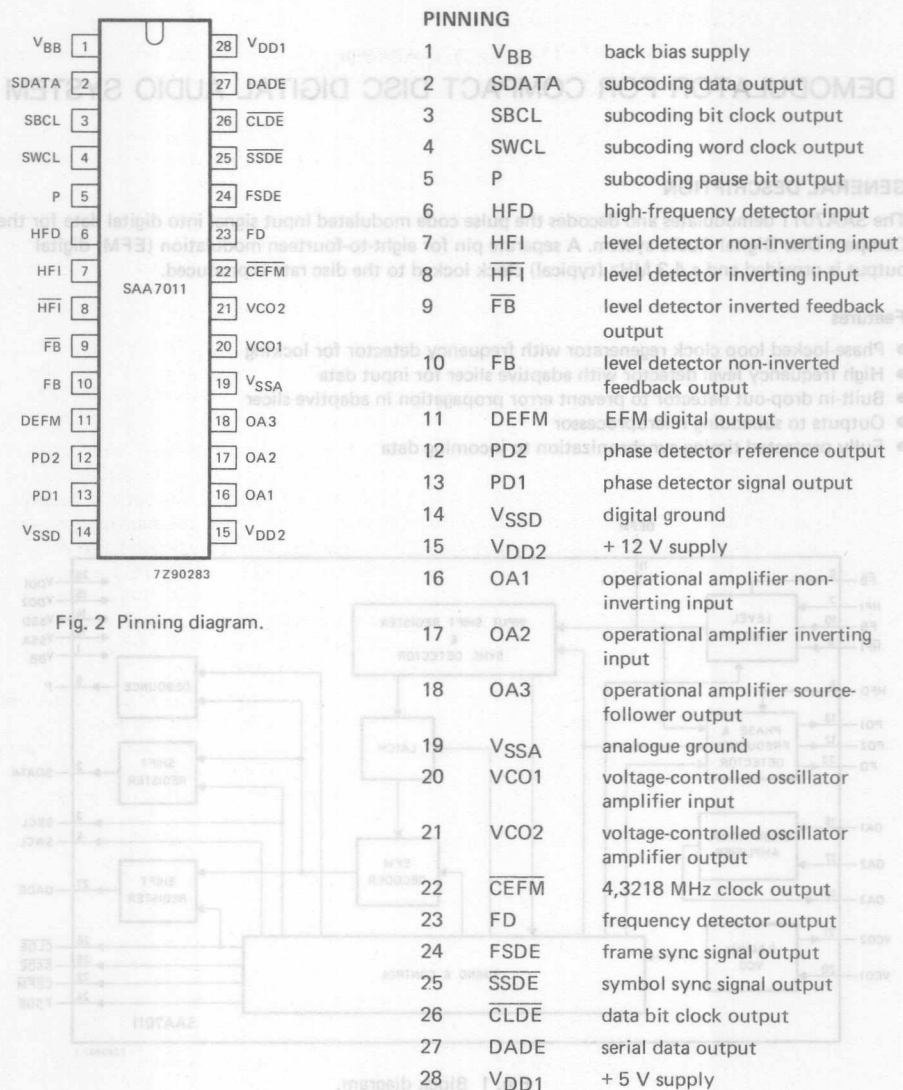 PINNING
1 V_BB back bias supply
2 SDATA subcoding data output
3 SBCL subcoding bit clock output
4 SWCL subcoding word clock output
5 P subcoding pause bit output
6 HFD high-frequency detector input
7 HFI level detector non-inverting input
8 H̅F̅I̅ level detector inverting input
9 F̅B̅ level detector inverted feedback
output
10 FB level detector non-inverted
feedback output
11 DEFM EEM digital output
12 PD2 phase detector reference output
13 PD1 phase detector signal output
14 V_SSD digital ground
15 V_DD2 + 12 V supply
16 OA1 operational amplifier non-
inverting input
17 OA2 operational amplifier inverting
input
18 OA3 operational amplifier source-
follower output
19 V_SSA analogue ground
20 VCO1 voltage-controlled oscillator
amplifier input
21 VCO2 voltage-controlled oscillator
amplifier output
22 C̅E̅F̅M̅ 4,3218 MHz clock output
23 FD frequency detector output
24 FSDE frame sync signal output
25 S̅S̅D̅E̅ symbol sync signal output
26 C̅L̅D̅E̅ data bit clock output
27 DADE serial data output
28 V_DD1 + 5 V supply
V_BB 1 28 V_DD1
SDATA 2 27 DADE
SBCL 3 26 C̅L̅D̅E̅
SWCL 4 25 S̅S̅D̅E̅
P 5 24 FSDE
HFD 6 23 FD
HFI 7 22 C̅E̅F̅M̅
SAA7011
H̅F̅I̅ 8 21 VCO2
F̅B̅ 9 20 VCO1
FB 10 19 V_SSA
DEFM 11 18 OA3
PD2 12 17 OA2
PD1 13 16 OA1
V_SSD 14 15 V_DD2
7Z90283
Fig. 2 Pinning diagram.